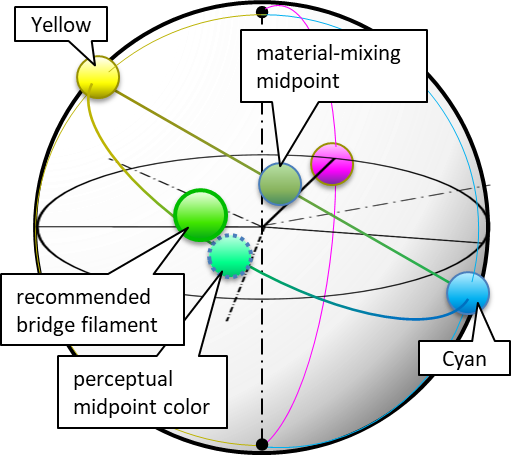 Yellow
material-mixing
midpoint
recommended
bridge filament
perceptual
midpoint color
Cyan